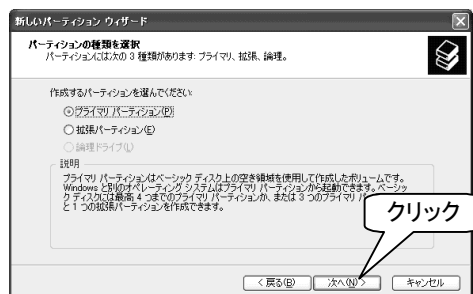 新しいパーティション ウィザード
パーティションの種類を選択
パーティションには次の 3 種類があります: プライマリ、拡張、論理。
作成するパーティションを選んでください:
プライマリ パーティション(P)
拡張パーティション(E)
論理ドライブ(L)
説明
プライマリ パーティションはベーシック ディスク上の空き領域を使用して作成したボリュームです。
Windows と別のオペレーティング システムはプライマリ パーティションから起動できます。ベーシッ
ク ディスクには最高 4 つまでのプライマリ パーティションか、または 3 つのプライマリ
と 1 つの拡張パーティションを作成できます。
クリック
< 戻る(B)
次へ(N) >
キャンセル